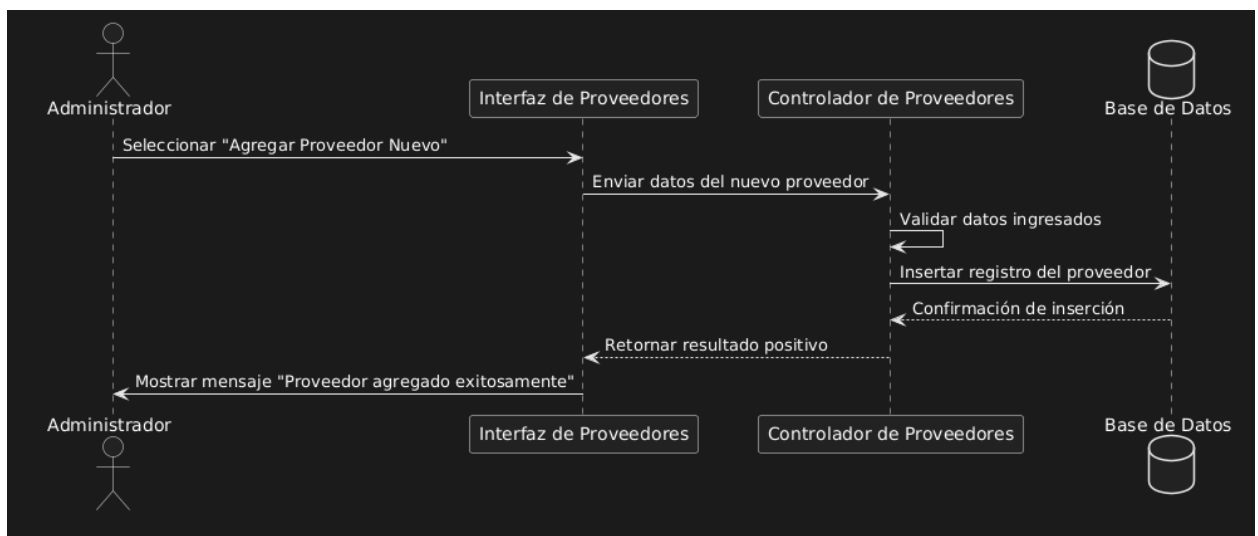 Administrador
Interfaz de Proveedores
Controlador de Proveedores
Base de Datos
Seleccionar "Agregar Proveedor Nuevo"
Enviar datos del nuevo proveedor
Validar datos ingresados
Insertar registro del proveedor
Confirmación de inserción
Retornar resultado positivo
Mostrar mensaje "Proveedor agregado exitosamente"
Administrador
Interfaz de Proveedores
Controlador de Proveedores
Base de Datos